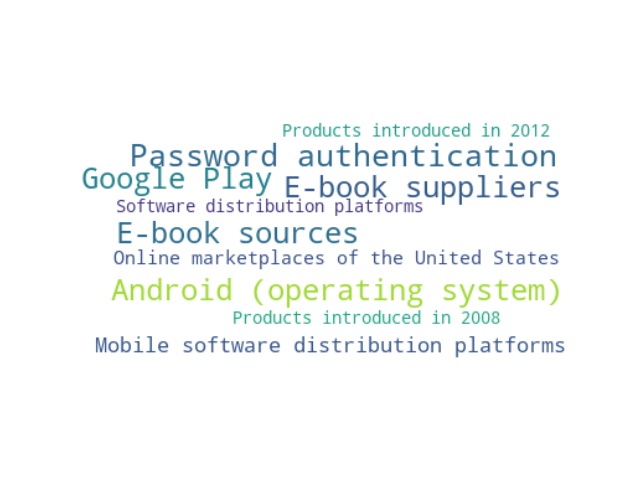 Products introduced in 2012
Password authentication
Google Play
E-book suppliers
Software distribution platforms
E-book sources
Online marketplaces of the United States
Android (operating system)
Products introduced in 2008
Mobile software distribution platforms